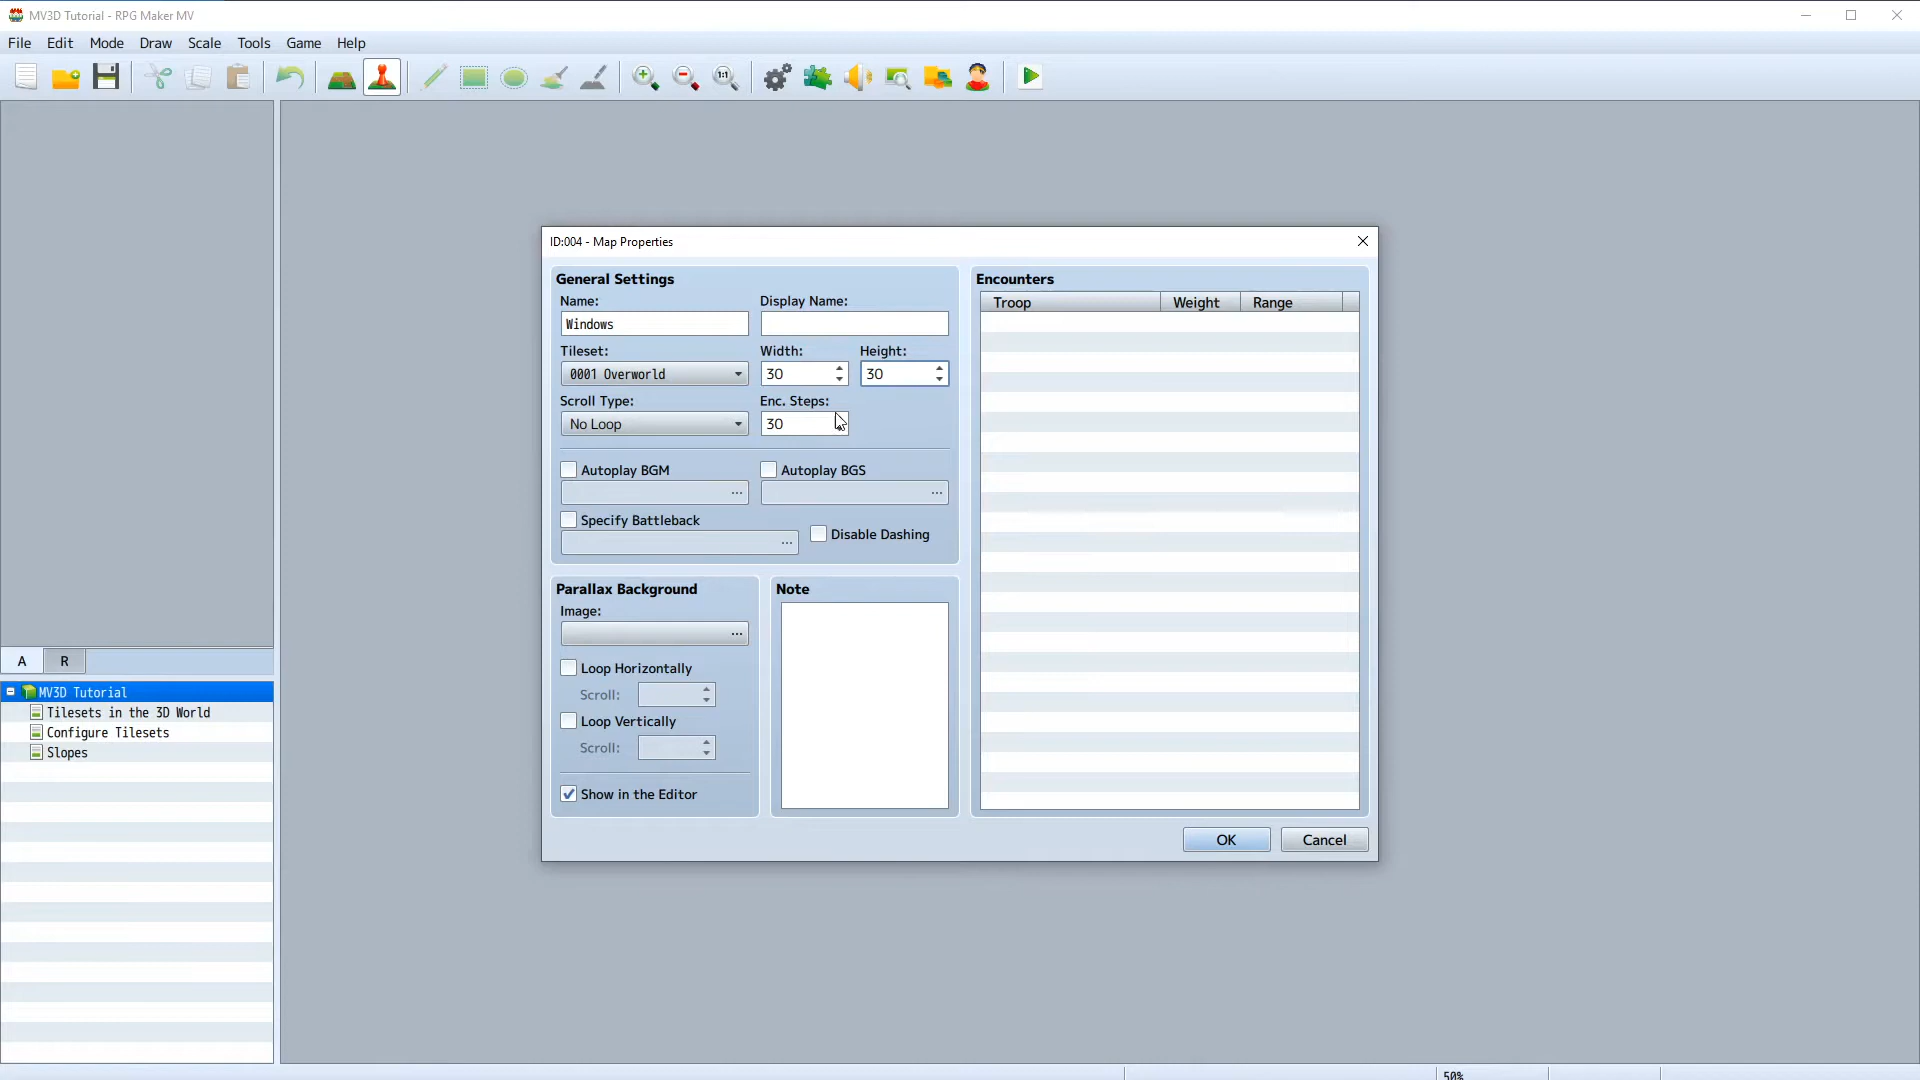 MV3D Tutorial - RPG Maker MV
File Edit Mode Draw Scale Tools Game Help
1:1
ID:004 - Map Properties
General Settings
Name: Display Name:
Windows
Tileset: Width: Height:
0001 Overworld 30 30
Scroll Type: Enc. Steps:
No Loop 30
Autoplay BGM Autoplay BGS
... ...
Specify Battleback
Disable Dashing
...
Parallax Background
Image:
...
Loop Horizontally
Scroll:
Loop Vertically
Scroll:
Show in the Editor
Note
Encounters
Troop Weight Range
OK Cancel
A R
MV3D Tutorial
Tilesets in the 3D World
Configure Tilesets
Slopes
50%